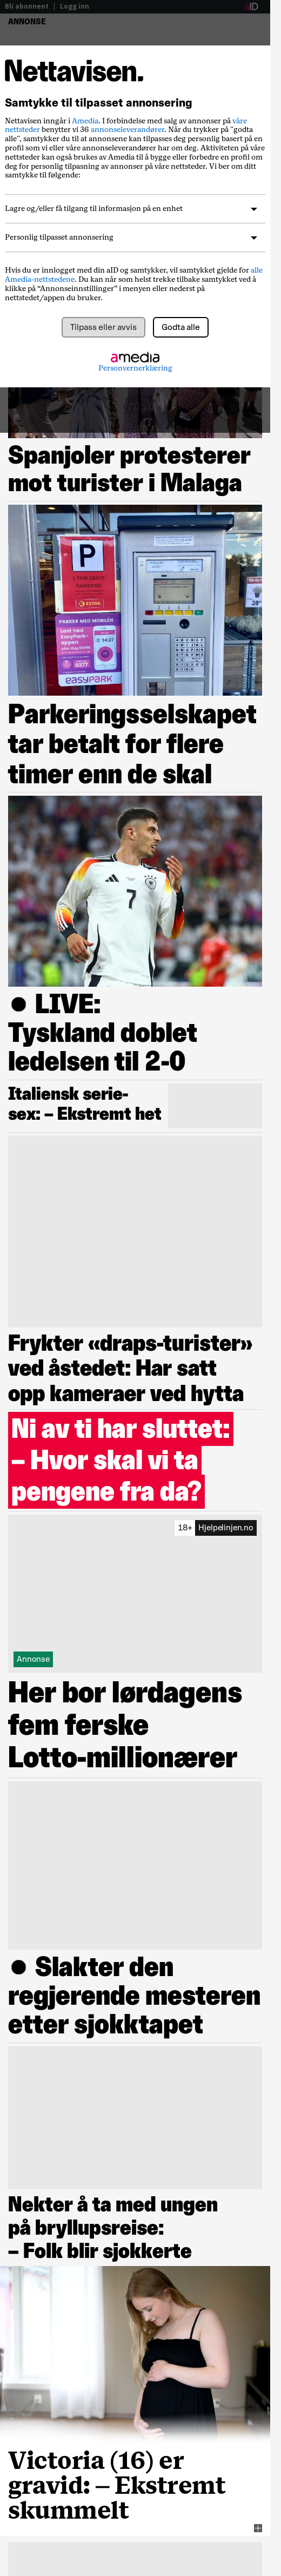 Bli abonnent | Logg inn
aID
ANNONSE
Nettavisen.
Samtykke til tilpasset annonsering
Nettavisen inngår i Amedia. I forbindelse med salg av annonser på våre
nettsteder benytter vi 36 annonseleverandører. Når du trykker på "godta
alle", samtykker du til at annonsene kan tilpasses deg personlig basert på en
profil som vi eller våre annonseleverandører har om deg. Aktiviteten på våre
nettsteder kan også brukes av Amedia til å bygge eller forbedre en profil om
deg for personlig tilpasning av annonser på våre nettsteder. Vi ber om ditt
samtykke til følgende:
Lagre og/eller få tilgang til informasjon på en enhet
Personlig tilpasset annonsering
Hvis du er innlogget med din aID og samtykker, vil samtykket gjelde for alle
Amedia-nettstedene. Du kan når som helst trekke tilbake samtykket ved å
klikke på “Annonseinnstillinger” i menyen eller nederst på
nettstedet/appen du bruker.
Tilpass eller avvis
Godta alle
amedia
Personvernerklæring
Spanjoler protesterer
mot turister i Malaga
P
EXTRA
PARKER MED MOBILEN
14:27
0377
EASYPARK
Parkeringsselskapet
tar betalt for flere
timer enn de skal
7
● LIVE:
Tyskland doblet
ledelsen til 2-0
Italiensk serie-
sex: – Ekstremt het
Frykter «draps-turister»
ved åstedet: Har satt
opp kameraer ved hytta
Ni av ti har sluttet:
– Hvor skal vi ta
pengene fra da?
18+ Hjelpelinjen.no
Annonse
Her bor lørdagens
fem ferske
Lotto-millionærer
● Slakter den
regjerende mesteren
etter sjokktapet
Nekter å ta med ungen
på bryllupsreise:
– Folk blir sjokkerte
Victoria (16) er
gravid: – Ekstremt
skummelt